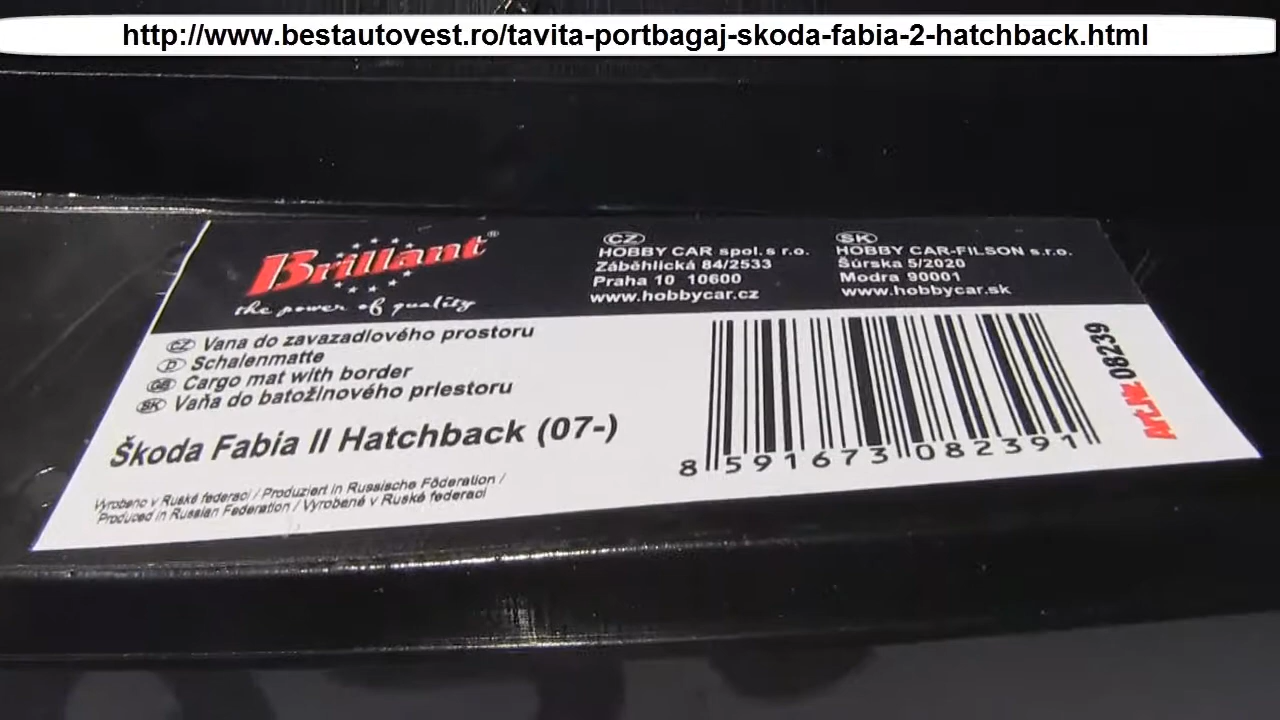 http://www.bestautovest.ro/tavita-portbagaj-skoda-fabia-2-hatchback.html
Brillant®
the power of quality
CZ
HOBBY CAR spol. s r.o.
Záběhlická 84/2533
Praha 10 10600
www.hobbycar.cz
SK
HOBBY CAR-FILSON s.r.o.
Šúrska 5/2020
Modra 90001
www.hobbycar.sk
CZ Vana do zavazadlového prostoru
D Schalenmatte
GB Cargo mat with border
SK Vaňa do batožinového priestoru
Škoda Fabia II Hatchback (07-)
Vyrobeno v Ruské federaci / Produziert in Russische Föderation /
Produced in Russian Federation / Vyrobené v Ruské federaci
8 591673 082391
Art.Nr. 08239